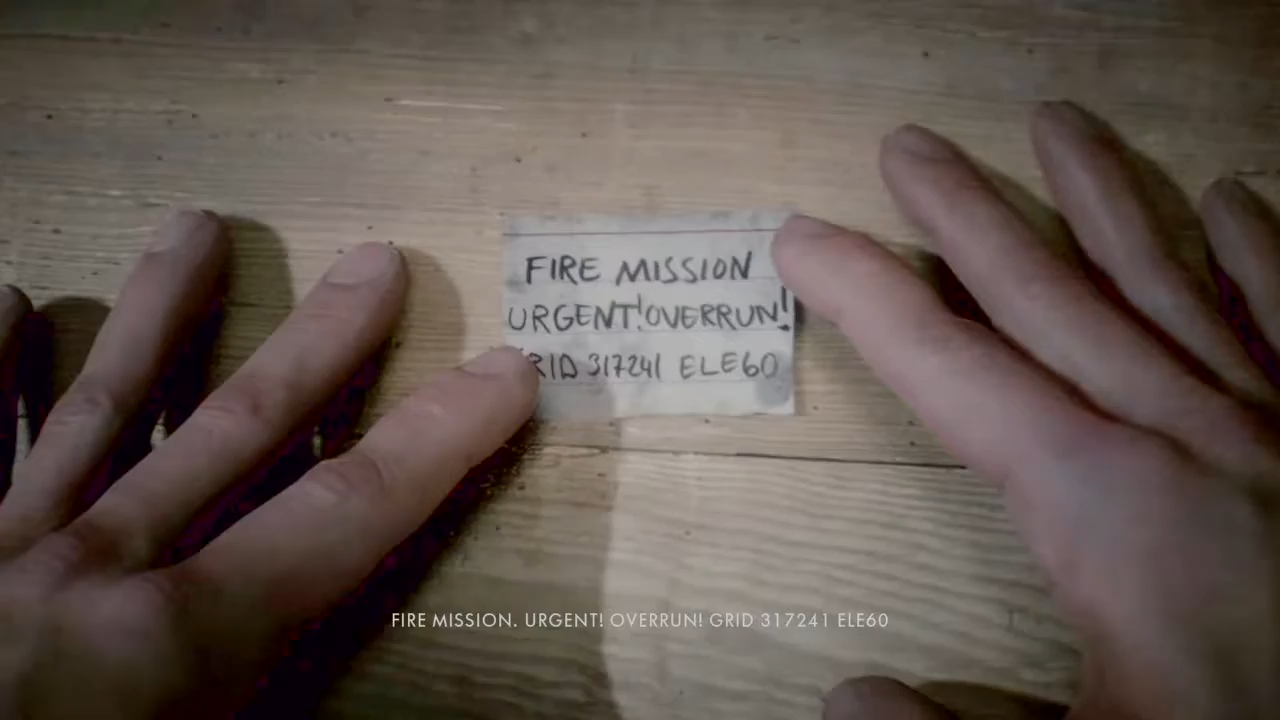 FIRE MISSION
URGENT! OVERRUN!
GRID 317241 ELE60
FIRE MISSION. URGENT! OVERRUN! GRID 317241 ELE60